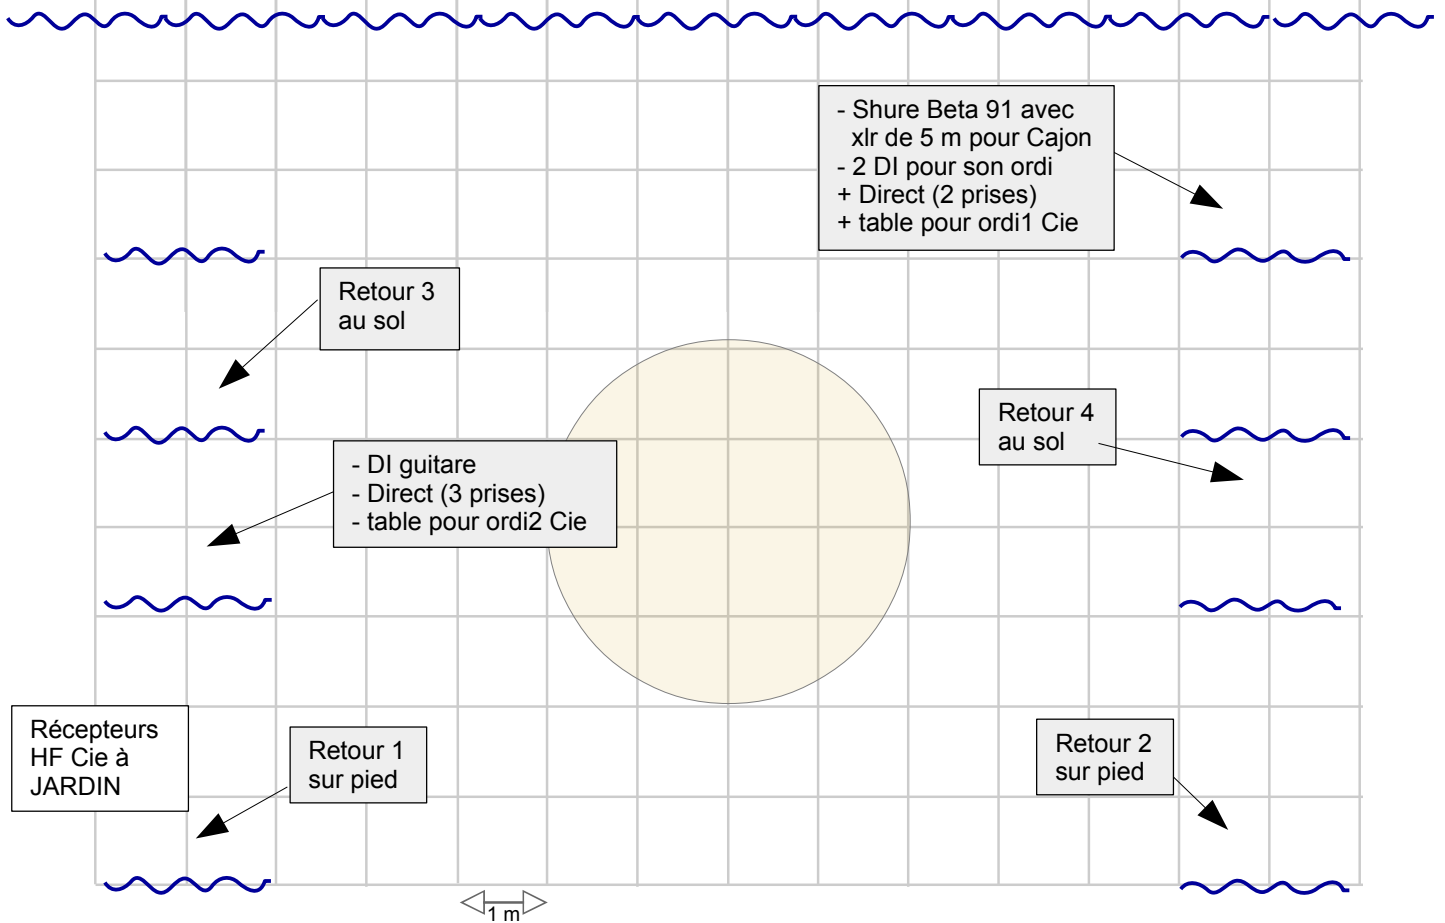 - Shure Beta 91 avec
xlr de 5 m pour Cajon
- 2 DI pour son ordi
+ Direct (2 prises)
+ table pour ordi1 Cie
Retour 3
au sol
Retour 4
au sol
- DI guitare
- Direct (3 prises)
- table pour ordi2 Cie
Récepteurs
HF Cie à
JARDIN
Retour 1
sur pied
Retour 2
sur pied
1 m